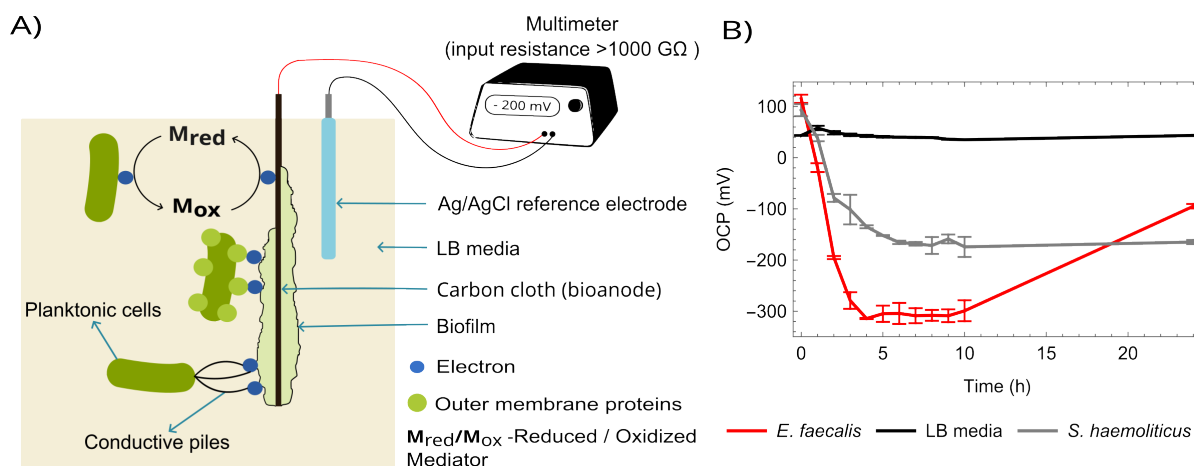 A)
Multimeter
(input resistance >1000 GΩ )
- 200 mV
Mred
Mox
Ag/AgCl reference electrode
LB media
Carbon cloth (bioanode)
Biofilm
Planktonic cells
Conductive piles
Electron
Outer membrane proteins
Mred/Mox -Reduced / Oxidized
Mediator
B)
OCP (mV)
100
0
−100
−200
−300
0
5
10
15
20
Time (h)
E. faecalis
LB media
S. haemoliticus